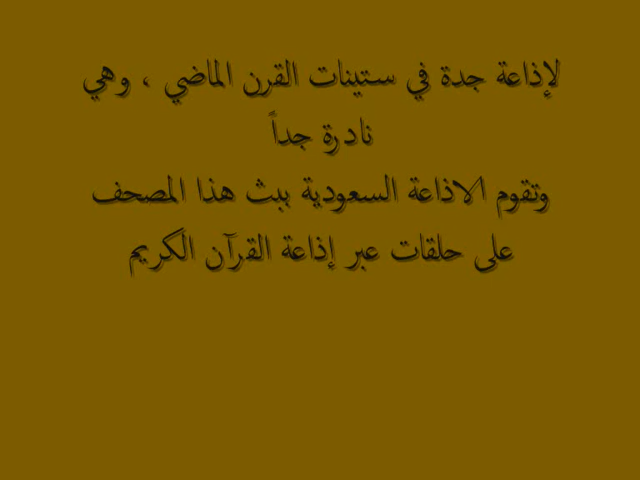 لإذاعة جدة في ستينات القرن الماضي ، وهي
نادرة جداً
وتقوم الاذاعة السعودية ببث هذا المصحف
على حلقات عبر إذاعة القرآن الكريم